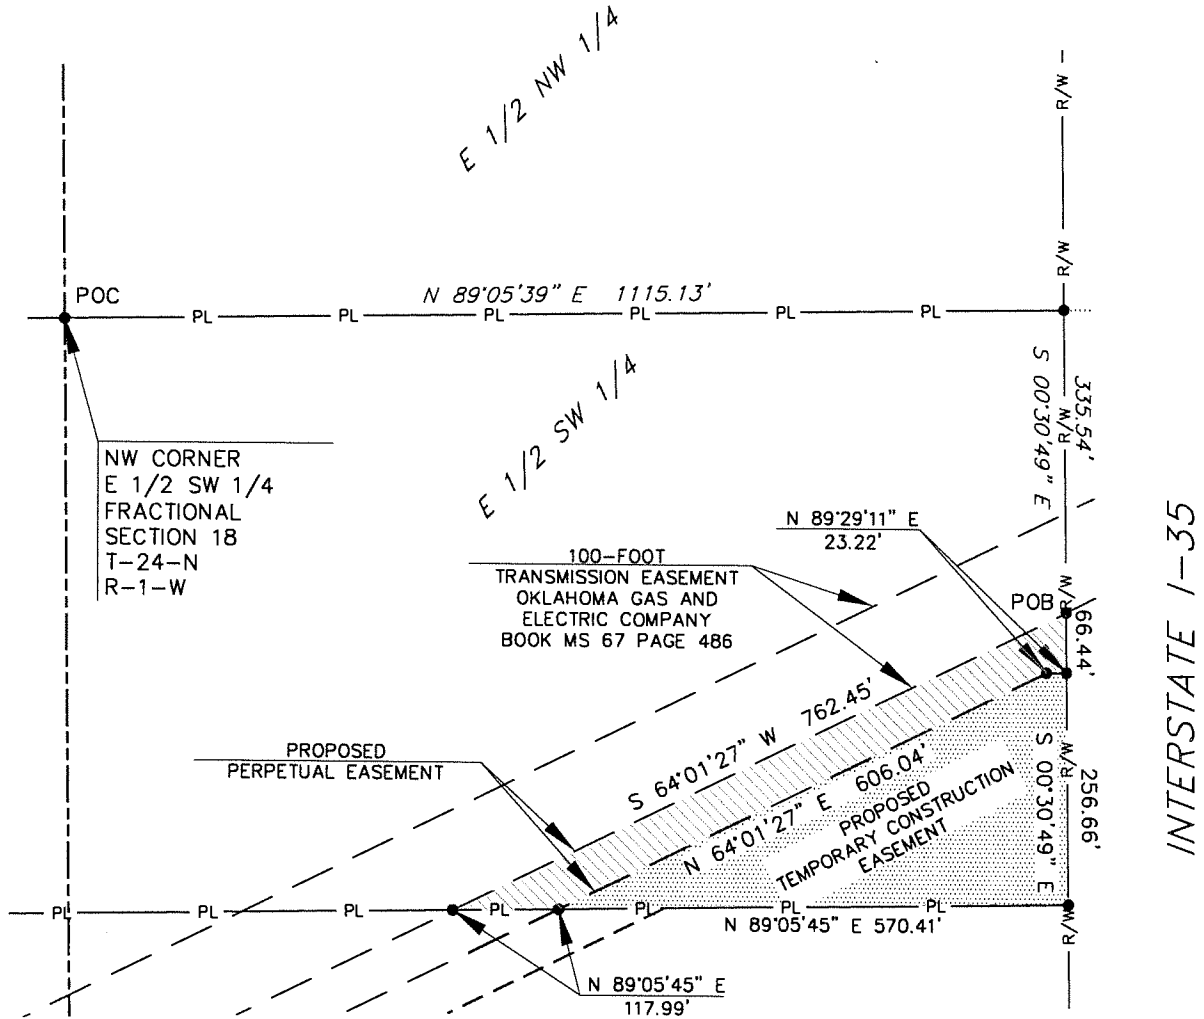 E 1/2 NW 1/4
R/W
R/W
POC
N 89°05'39" E 1115.13'
PL PL PL PL PL PL
NW CORNER
E 1/2 SW 1/4
FRACTIONAL
SECTION 18
T-24-N
R-1-W
E 1/2 SW 1/4
S 00°30'49" E
335.54'
R/W
N 89°29'11" E
23.22'
100-FOOT
TRANSMISSION EASEMENT
OKLAHOMA GAS AND
ELECTRIC COMPANY
BOOK MS 67 PAGE 486
POB
R/W
66.44'
INTERSTATE I-35
PROPOSED
PERPETUAL EASEMENT
S 64°01'27" W 762.45'
N 64°01'27" E 606.04'
PROPOSED
TEMPORARY CONSTRUCTION
EASEMENT
S 00°30'49" E
R/W
256.66'
PL PL PL PL PL PL PL
N 89°05'45" E 570.41'
R/W
N 89°05'45" E
117.99'